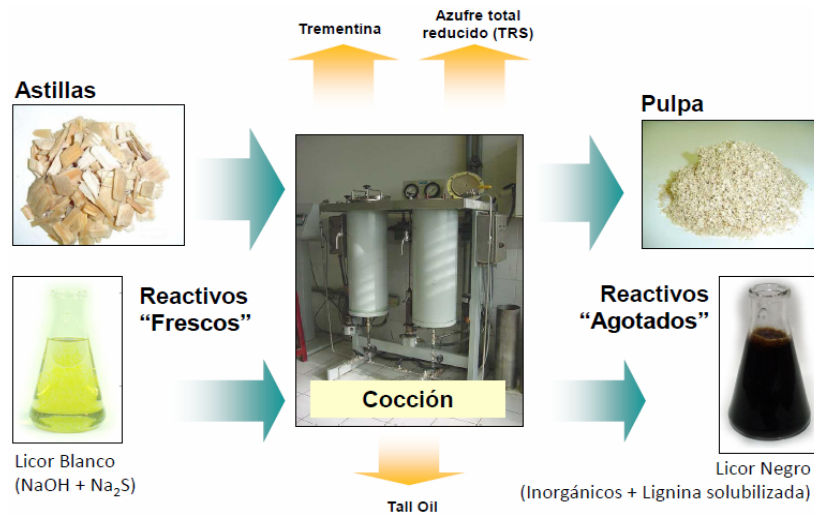 Trementina
Azufre total
reducido (TRS)
Astillas
Pulpa
Reactivos
“Frescos”
Reactivos
“Agotados”
Cocción
Licor Blanco
(NaOH + Na₂S)
Licor Negro
(Inorgánicos + Lignina solubilizada)
Tall Oil